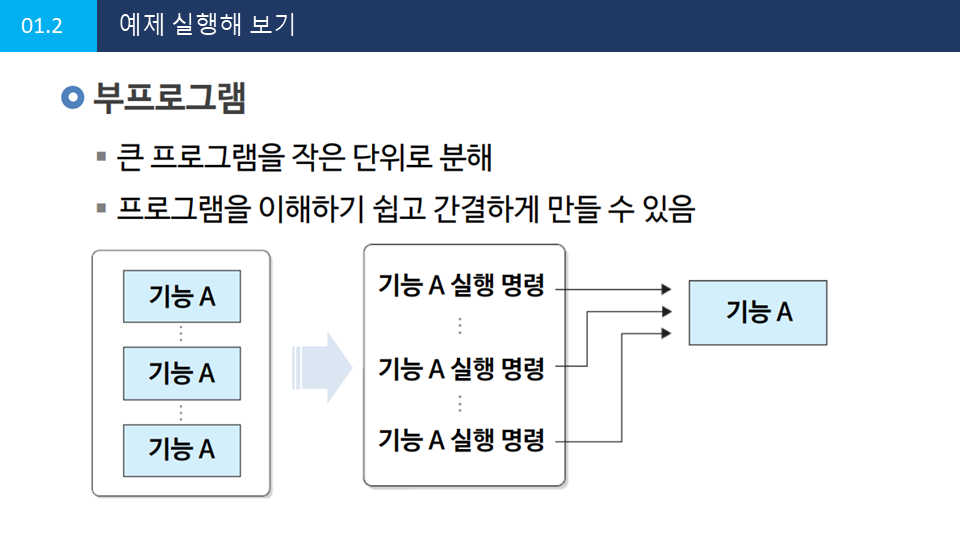 01.2
예제 실행해 보기
부프로그램
큰 프로그램을 작은 단위로 분해
프로그램을 이해하기 쉽고 간결하게 만들 수 있음
기능 A
기능 A
기능 A
기능 A 실행 명령
기능 A 실행 명령
기능 A 실행 명령
기능 A